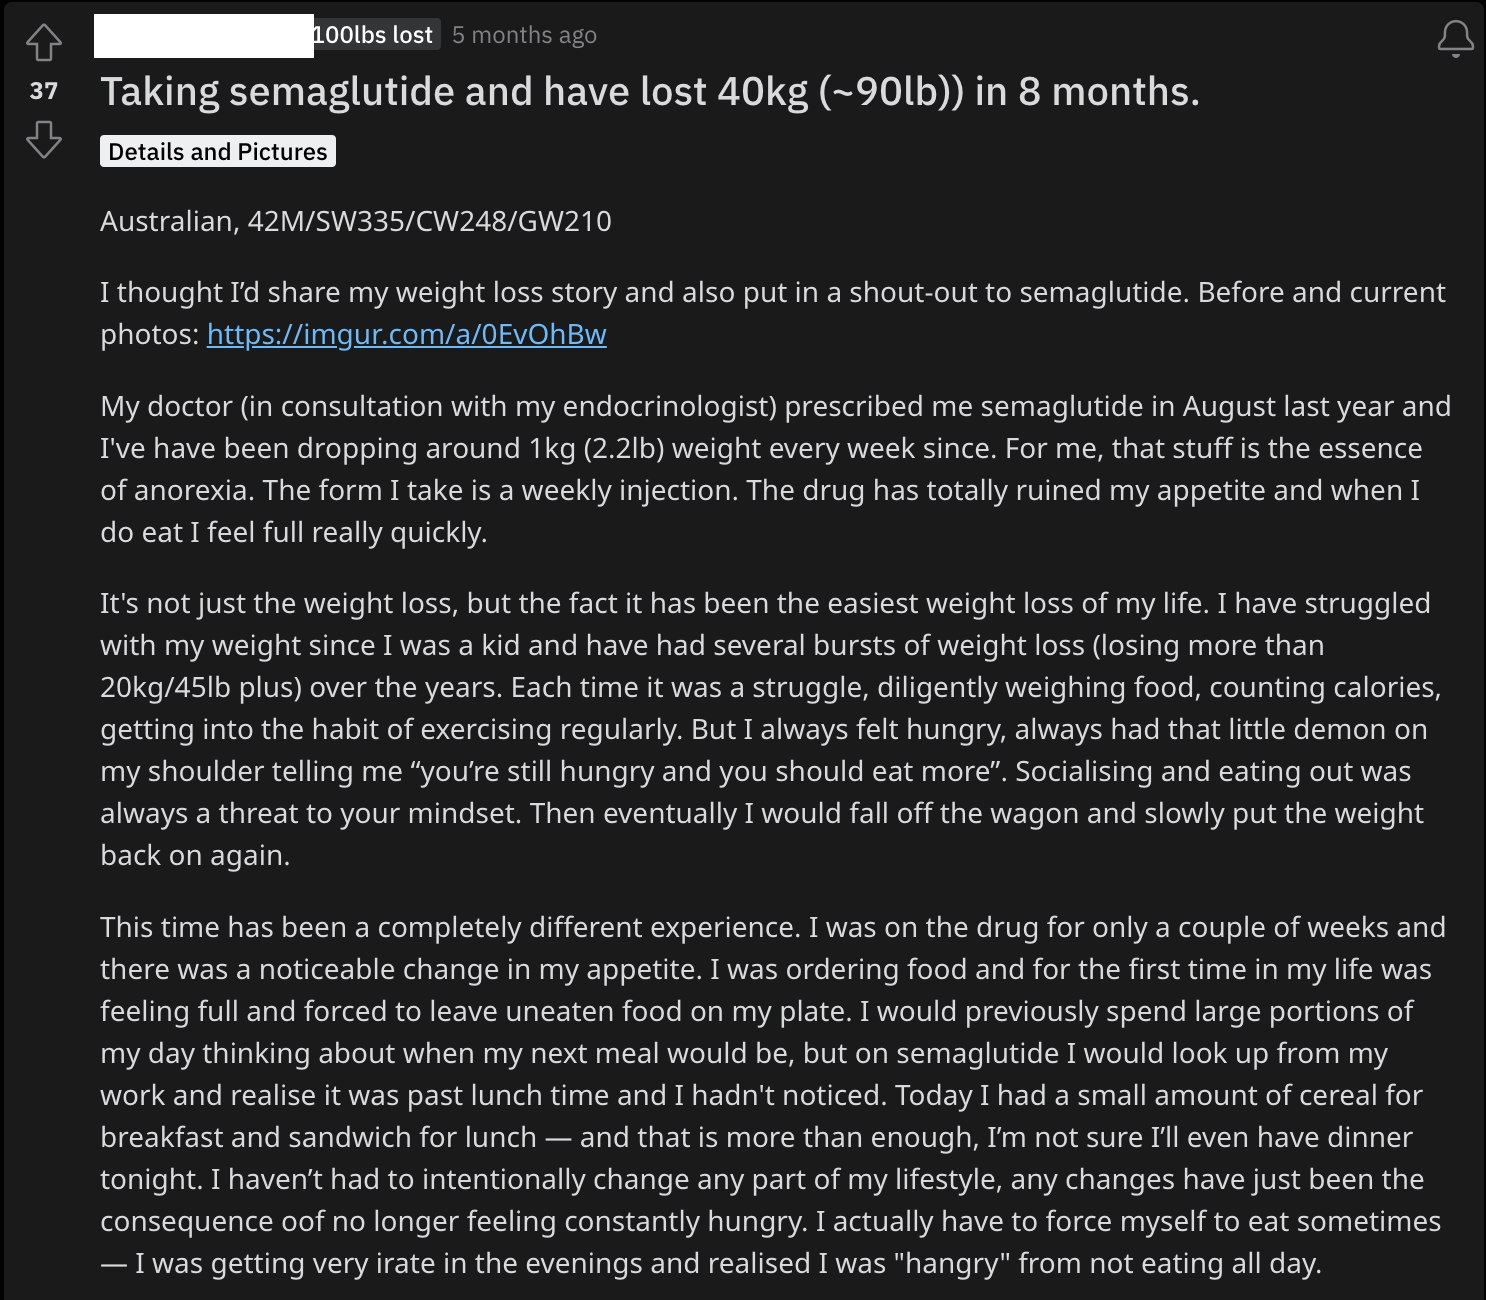 100lbs lost 5 months ago
37
Taking semaglutide and have lost 40kg (~90lb)) in 8 months.
Details and Pictures
Australian, 42M/SW335/CW248/GW210
I thought I’d share my weight loss story and also put in a shout-out to semaglutide. Before and current
photos: https://imgur.com/a/0EvOhBw
My doctor (in consultation with my endocrinologist) prescribed me semaglutide in August last year and
I've have been dropping around 1kg (2.2lb) weight every week since. For me, that stuff is the essence
of anorexia. The form I take is a weekly injection. The drug has totally ruined my appetite and when I
do eat I feel full really quickly.
It's not just the weight loss, but the fact it has been the easiest weight loss of my life. I have struggled
with my weight since I was a kid and have had several bursts of weight loss (losing more than
20kg/45lb plus) over the years. Each time it was a struggle, diligently weighing food, counting calories,
getting into the habit of exercising regularly. But I always felt hungry, always had that little demon on
my shoulder telling me “you’re still hungry and you should eat more”. Socialising and eating out was
always a threat to your mindset. Then eventually I would fall off the wagon and slowly put the weight
back on again.
This time has been a completely different experience. I was on the drug for only a couple of weeks and
there was a noticeable change in my appetite. I was ordering food and for the first time in my life was
feeling full and forced to leave uneaten food on my plate. I would previously spend large portions of
my day thinking about when my next meal would be, but on semaglutide I would look up from my
work and realise it was past lunch time and I hadn't noticed. Today I had a small amount of cereal for
breakfast and sandwich for lunch — and that is more than enough, I’m not sure I’ll even have dinner
tonight. I haven’t had to intentionally change any part of my lifestyle, any changes have just been the
consequence oof no longer feeling constantly hungry. I actually have to force myself to eat sometimes
— I was getting very irate in the evenings and realised I was "hangry" from not eating all day.